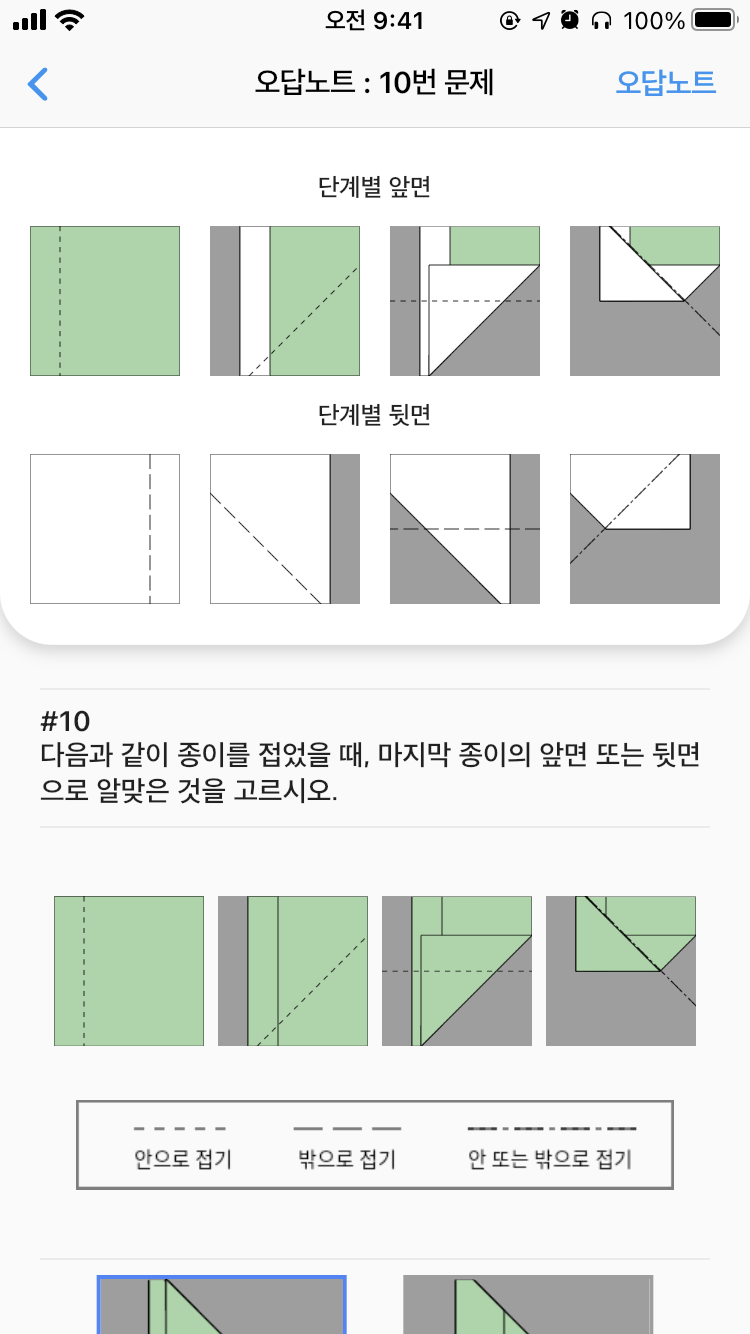 오전 9:41
100%
오답노트 : 10번 문제
오답노트
단계별 앞면
단계별 뒷면
#10
다음과 같이 종이를 접었을 때, 마지막 종이의 앞면 또는 뒷면
으로 알맞은 것을 고르시오.
안으로 접기
밖으로 접기
안 또는 밖으로 접기